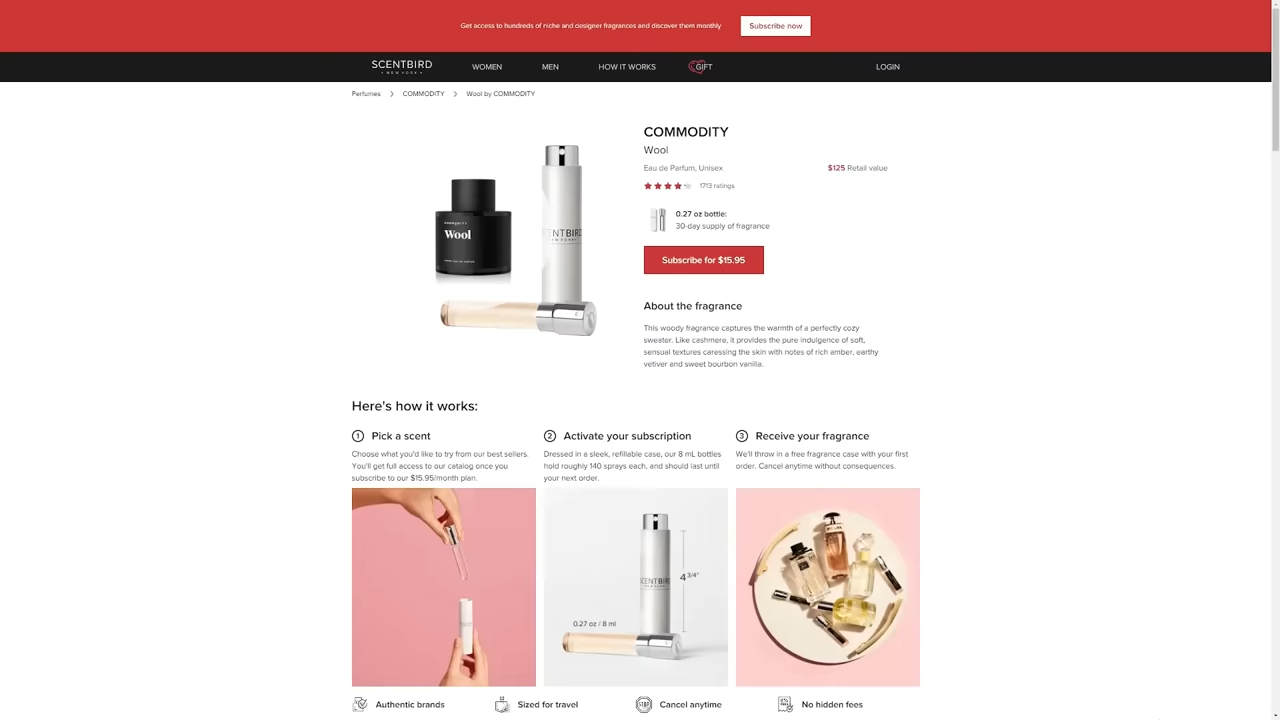 Get access to hundreds of niche and designer fragrances and discover them monthly
Subscribe now
SCENTBIRD
NEW YORK
WOMEN
MEN
HOW IT WORKS
GIFT
LOGIN
Perfumes
COMMODITY
Wool by COMMODITY
COMMODITY
Wool
Eau de Parfum, Unisex
$125 Retail value
1713 ratings
0.27 oz bottle:
30-day supply of fragrance
Subscribe for $15.95
Wool
SCENTBIRD
NEW YORK
About the fragrance
This woody fragrance captures the warmth of a perfectly cozy
sweater. Like cashmere, it provides the pure indulgence of soft,
sensual textures caressing the skin with notes of rich amber, earthy
vetiver and sweet bourbon vanilla.
Here's how it works:
1 Pick a scent
Choose what you'd like to try from our best sellers.
You'll get full access to our catalog once you
subscribe to our $15.95/month plan.
2 Activate your subscription
Dressed in a sleek, refillable case, our 8 mL bottles
hold roughly 140 sprays each, and should last until
your next order.
3 Receive your fragrance
We'll throw in a free fragrance case with your first
order. Cancel anytime without consequences.
SCENTBIRD
4 3/4"
0.27 oz / 8 ml
Authentic brands
Sized for travel
STOP
Cancel anytime
No hidden fees